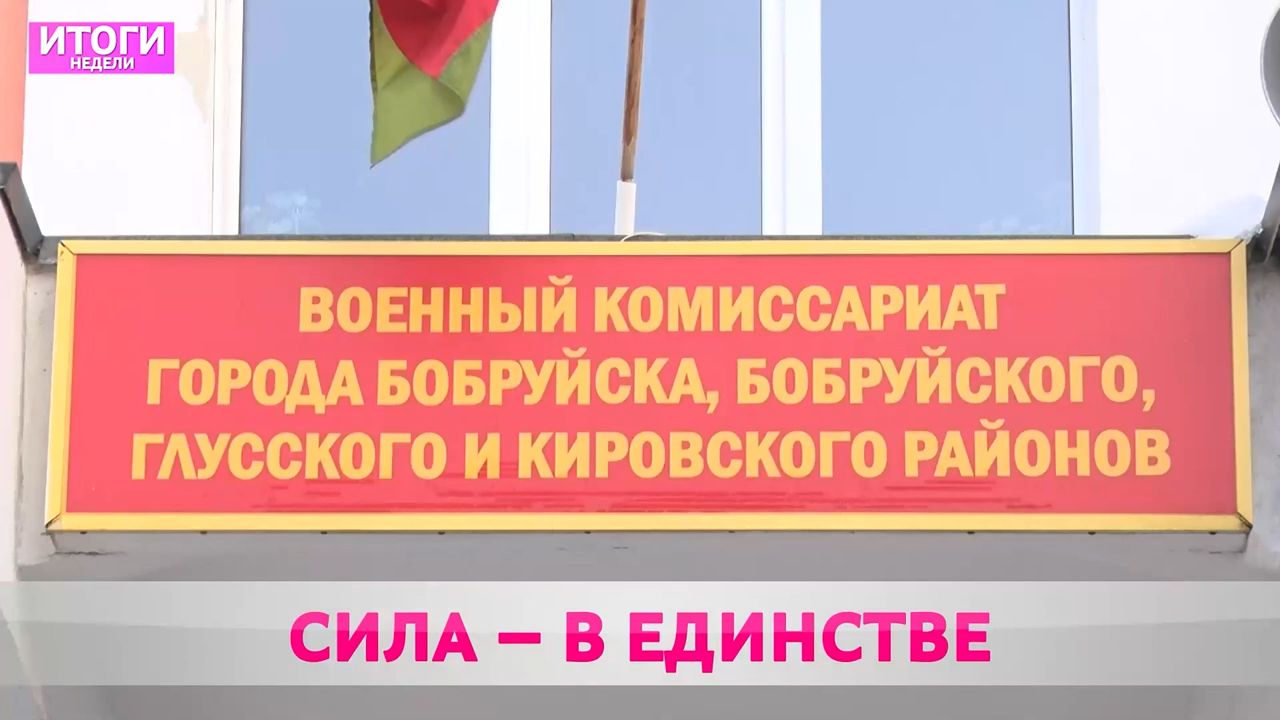 ИТОГИ
НЕДЕЛИ
ВОЕННЫЙ КОМИССАРИАТ
ГОРОДА БОБРУЙСКА, БОБРУЙСКОГО,
ГЛУССКОГО И КИРОВСКОГО РАЙОНОВ
СИЛА – В ЕДИНСТВЕ